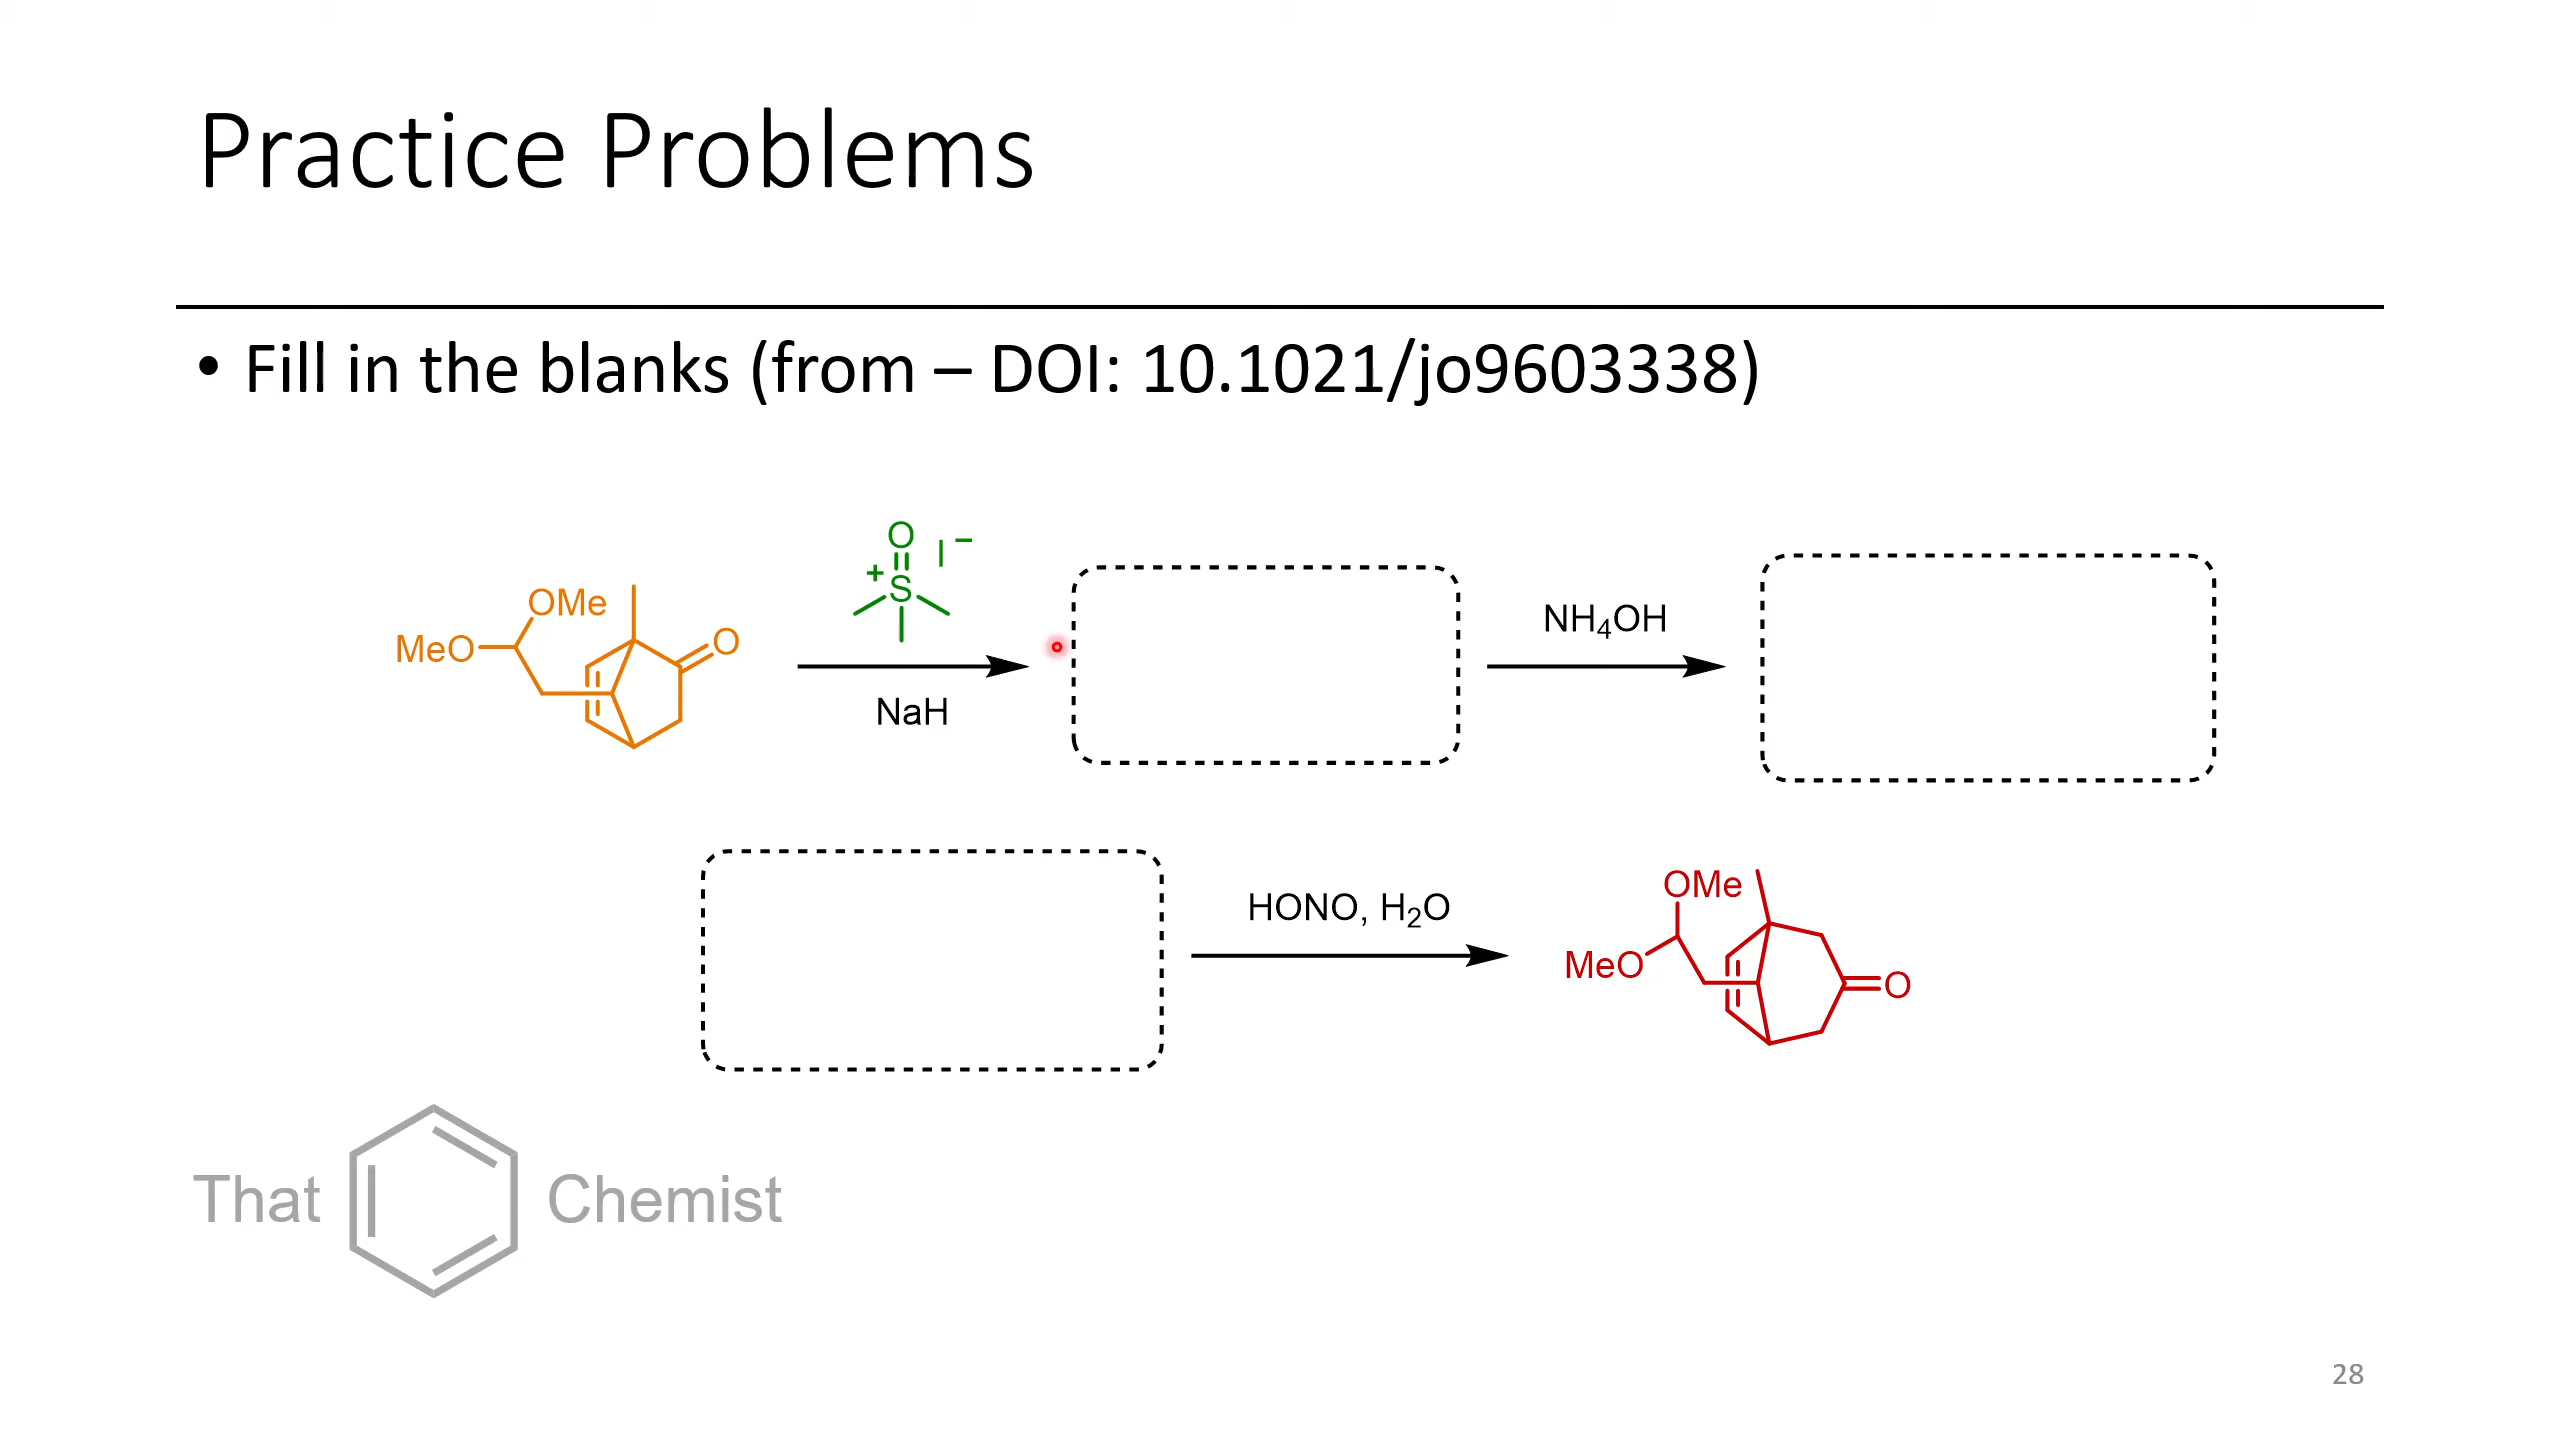 Practice Problems
• Fill in the blanks (from – DOI: 10.1021/jo9603338)
O
I⁻
+
S
OMe
MeO
O
NaH
NH₄OH
HONO, H₂O
OMe
MeO
O
That Chemist
28